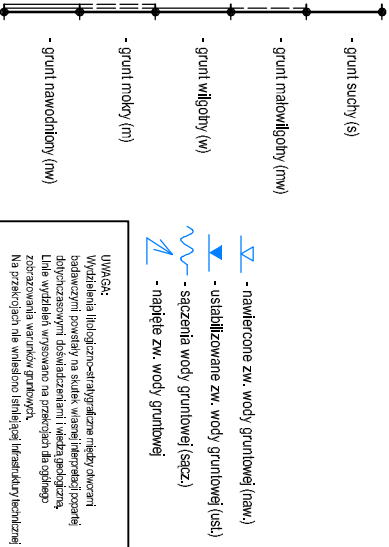 - grunt suchy (s)
- grunt małowilgotny (mw)
- grunt wilgotny (w)
- grunt mokry (m)
- grunt nawodniony (nw)
- nawiercone zw. wody gruntowej (naw.)
- ustabilizowane zw. wody gruntowej (ust.)
- sączenia wody gruntowej (sącz.)
- napięte zw. wody gruntowej
UWAGA:
Wydzielenia litologiczno-stratygraficzne między otworami
badawczymi powstały na skutek własnej interpretacji popartej
dotychczasowymi doświadczeniami i wiedzą geologiczną.
Linie wydzieleń wrysowano na przekrojach dla ogólnego
zobrazowania warunków gruntowych.
Na przekrojach nie wniesiono istniejącej infrastruktury technicznej